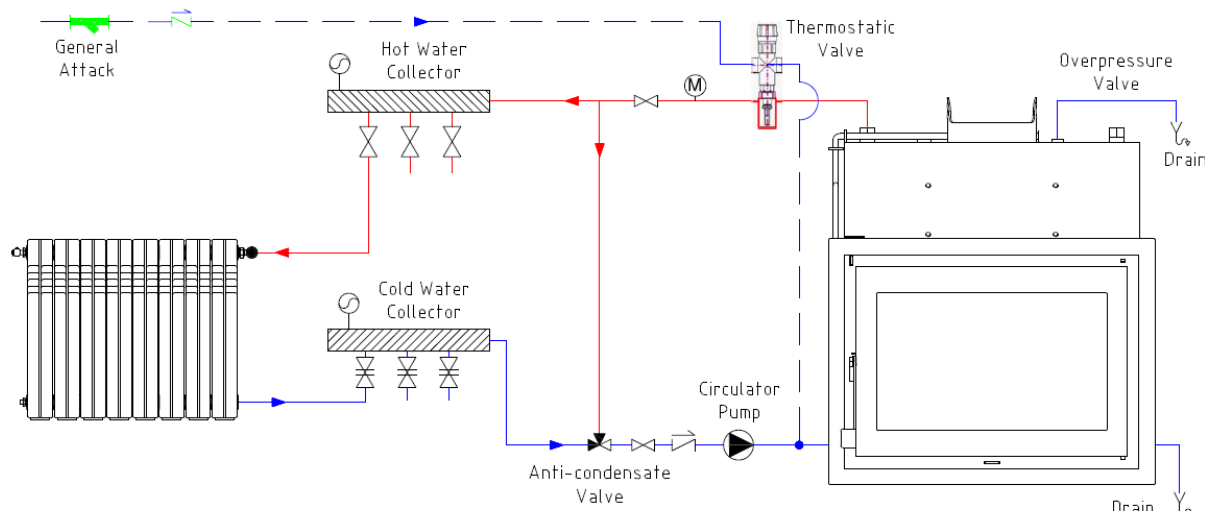 General
Attack
Hot Water
Collector
Thermostatic
Valve
M
Overpressure
Valve
Drain
Cold Water
Collector
Circulator
Pump
Anti-condensate
Valve
Drain